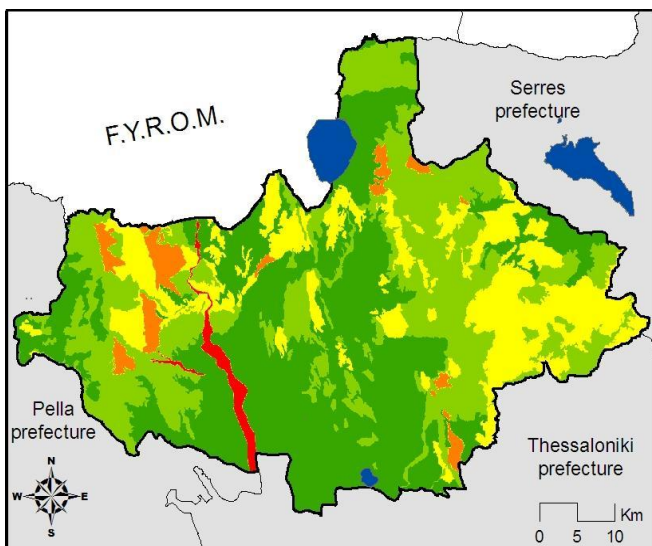 F.Y.R.O.M.
Serres
prefecture
Pella
prefecture
Thessaloniki
prefecture
N
W E
S
Km
0 5 10